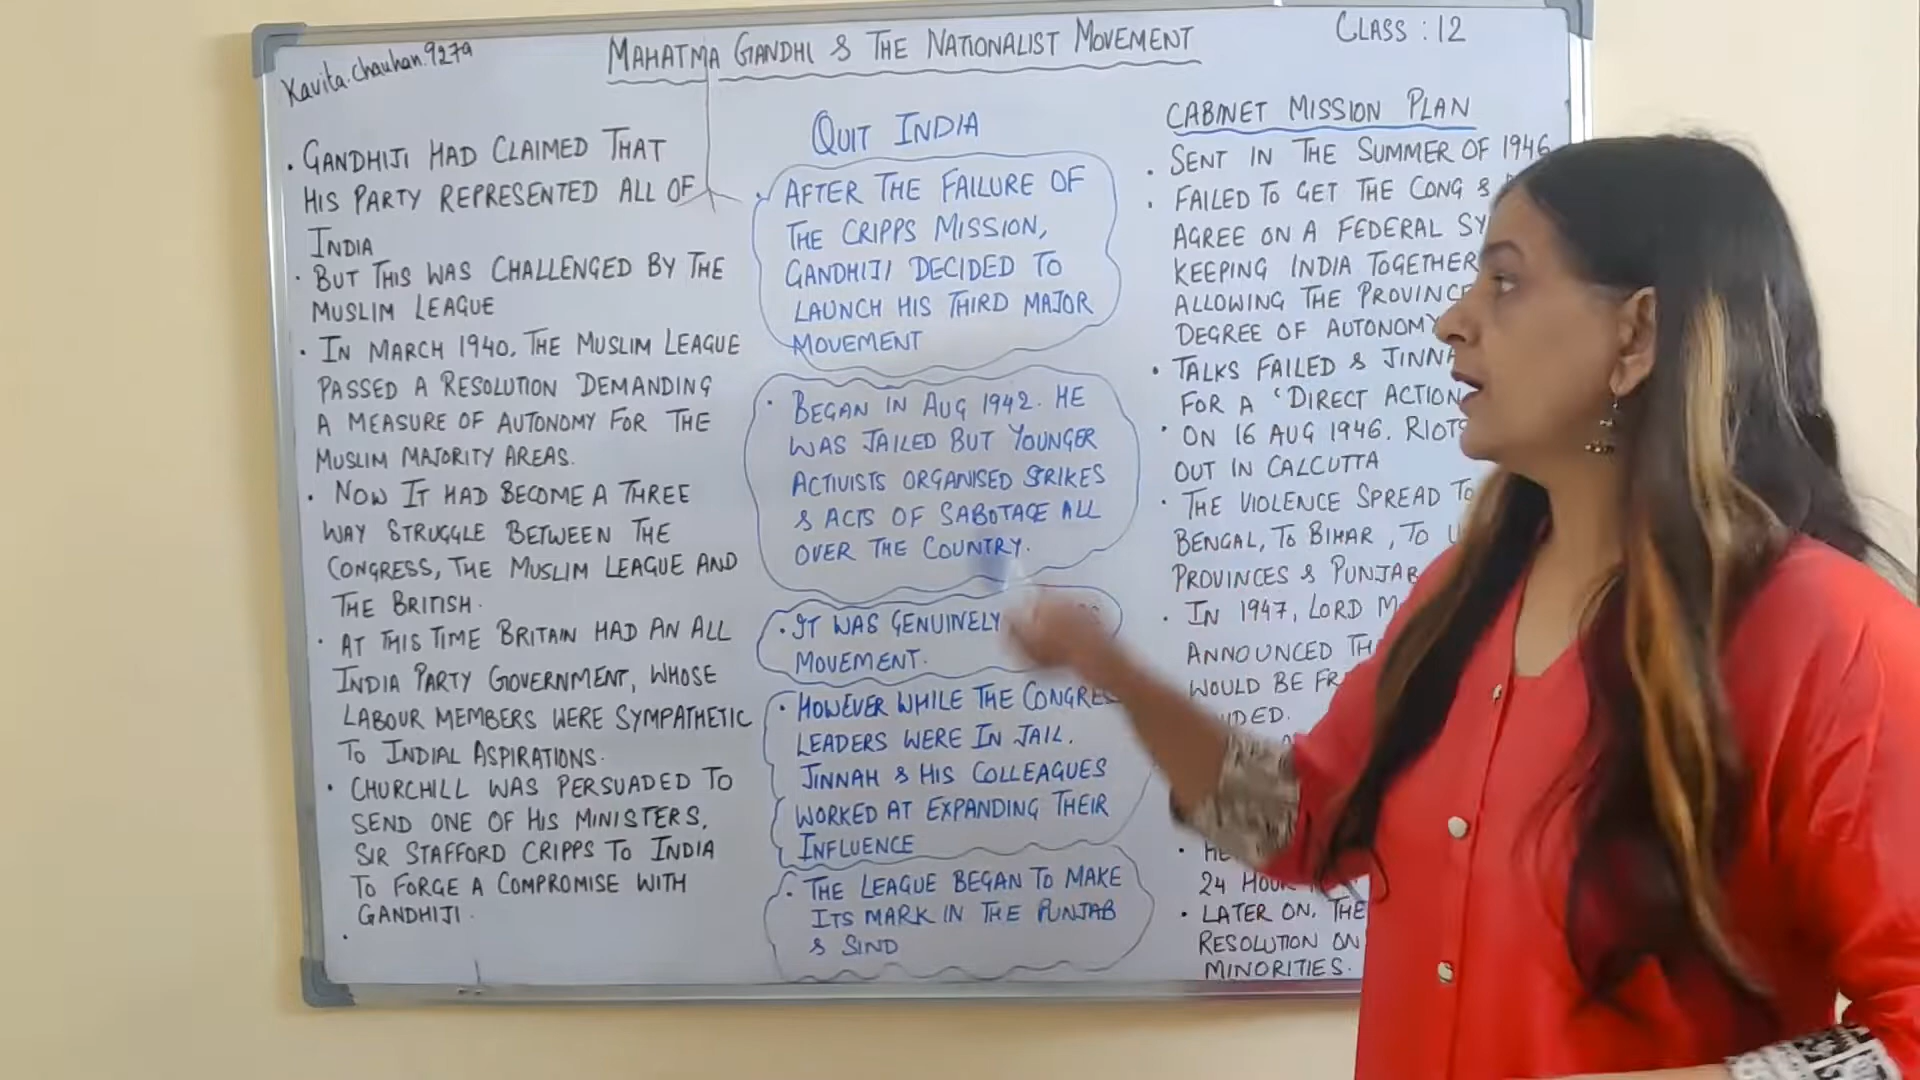 Kavita.Chauhan.9279
MAHATMA GANDHI & THE NATIONALIST MOVEMENT
CLASS : 12
. GANDHIJI HAD CLAIMED THAT
HIS PARTY REPRESENTED ALL OF
INDIA
. BUT THIS WAS CHALLENGED BY THE
MUSLIM LEAGUE
. IN MARCH 1940, THE MUSLIM LEAGUE
PASSED A RESOLUTION DEMANDING
A MEASURE OF AUTONOMY FOR THE
MUSLIM MAJORITY AREAS.
. NOW IT HAD BECOME A THREE
WAY STRUGGLE BETWEEN THE
CONGRESS, THE MUSLIM LEAGUE AND
THE BRITISH.
. AT THIS TIME BRITAIN HAD AN ALL
INDIA PARTY GOVERNMENT, WHOSE
LABOUR MEMBERS WERE SYMPATHETIC
TO INDIAL ASPIRATIONS.
. CHURCHILL WAS PERSUADED TO
SEND ONE OF HIS MINISTERS,
SIR STAFFORD CRIPPS TO INDIA
TO FORGE A COMPROMISE WITH
GANDHIJI.
QUIT INDIA
. AFTER THE FAILURE OF
THE CRIPPS MISSION,
GANDHIJI DECIDED TO
LAUNCH HIS THIRD MAJOR
MOVEMENT
. BEGAN IN AUG 1942. HE
WAS JAILED BUT YOUNGER
ACTIVISTS ORGANISED STRIKES
& ACTS OF SABOTAGE ALL
OVER THE COUNTRY.
. IT WAS GENUINELY
MOVEMENT.
. HOWEVER WHILE THE
LEADERS WERE IN JAIL.
JINNAH & HIS COLLEAGUES
WORKED AT EXPANDING THEIR
INFLUENCE
. THE LEAGUE BEGAN TO MAKE
ITS MARK IN THE PUNJAB
& SIND
CABINET MISSION PLAN
. SENT IN THE SUMMER OF 1946
. FAILED TO GET THE CONG &
AGREE ON A FEDERAL
KEEPING INDIA TOGETHER
ALLOWING THE
DEGREE OF AUTONOMY
. TALKS FAILED &
FOR A 'DIRECT ACTION
. ON 16 AUG 1946. RIOTS
OUT IN CALCUTTA
. THE VIOLENCE SPREAD TO
BENGAL, TO BIHAR, TO
PROVINCES & PUNJAB
. IN 1947, LORD
ANNOUNCED
WOULD BE
24
. LATER ON, THE
RESOLUTION ON
MINORITIES.